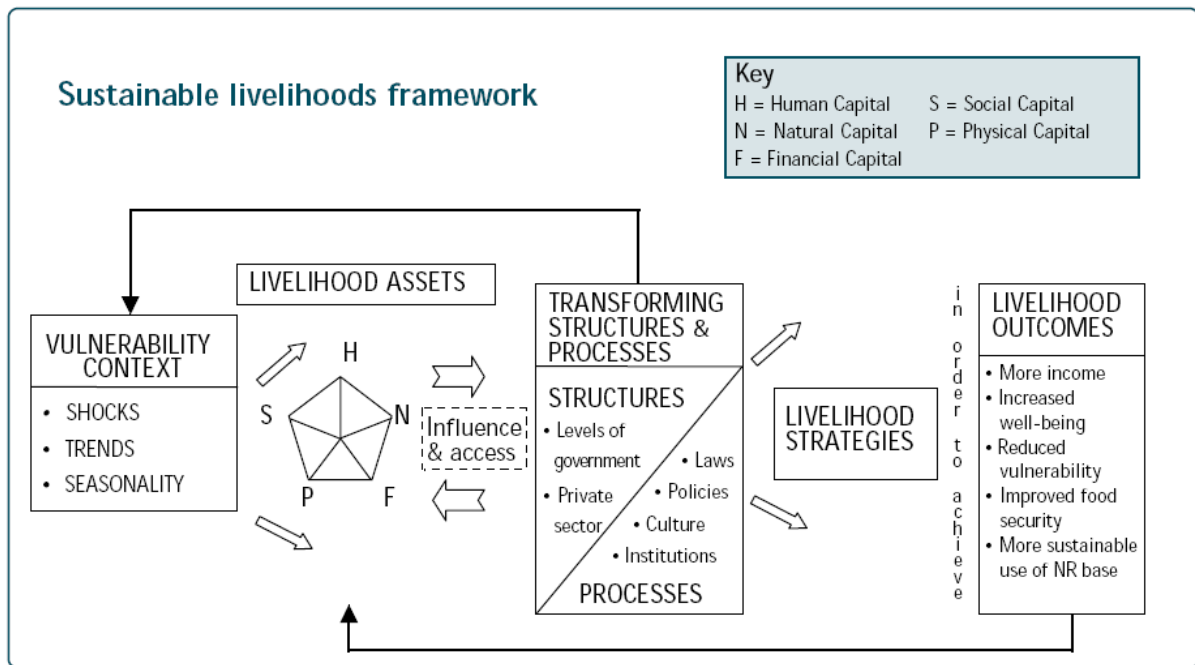 Sustainable livelihoods framework
Key
H = Human Capital S = Social Capital
N = Natural Capital P = Physical Capital
F = Financial Capital
LIVELIHOOD ASSETS
VULNERABILITY
CONTEXT
• SHOCKS
• TRENDS
• SEASONALITY
H
S
N
P
F
Influence
& access
TRANSFORMING
STRUCTURES &
PROCESSES
STRUCTURES
• Levels of
government
• Private
sector
• Laws
• Policies
• Culture
• Institutions
PROCESSES
LIVELIHOOD
STRATEGIES
in order to achieve
LIVELIHOOD
OUTCOMES
• More income
• Increased
well-being
• Reduced
vulnerability
• Improved food
security
• More sustainable
use of NR base